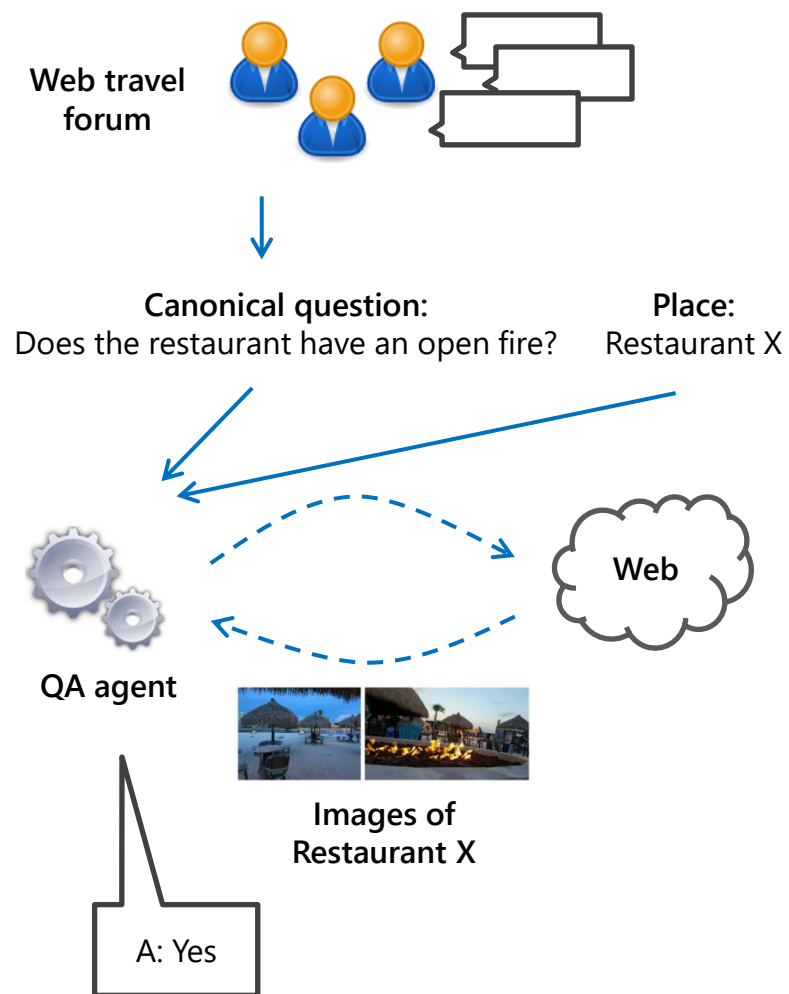 Web travel
forum
Canonical question:
Does the restaurant have an open fire?
Place:
Restaurant X
Web
QA agent
Images of
Restaurant X
A: Yes